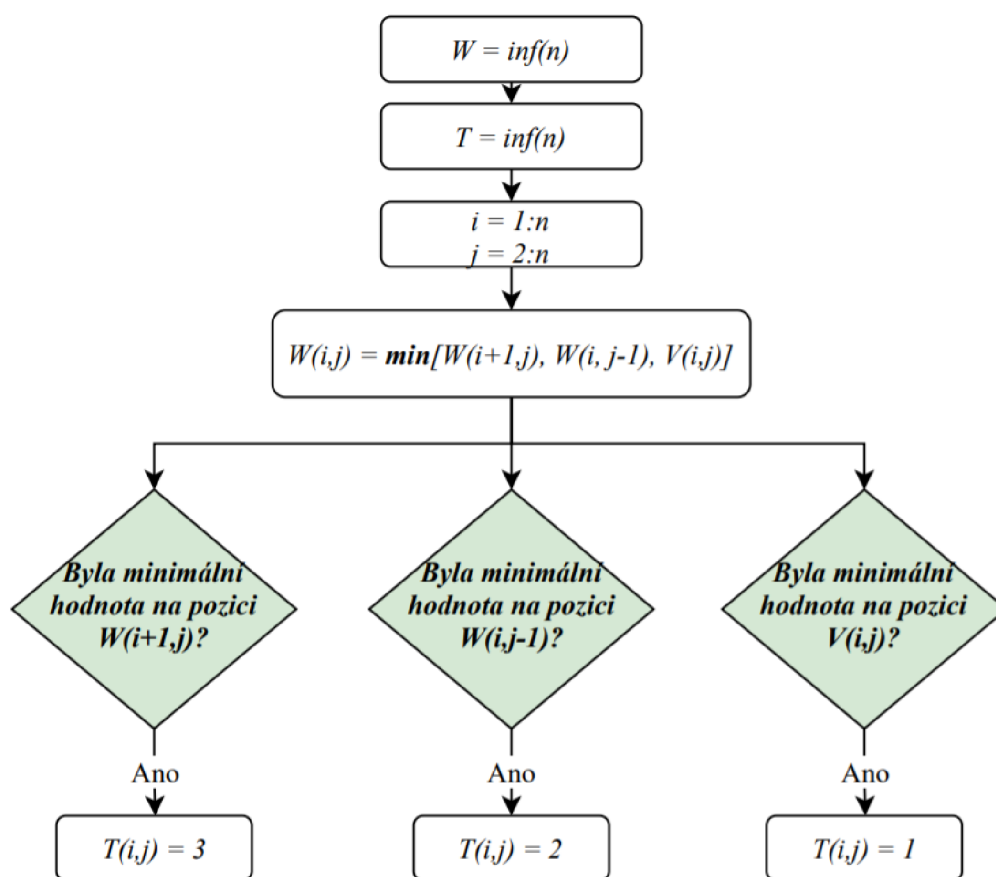 W = inf(n)
T = inf(n)
i = 1:n
j = 2:n
W(i,j) = min[W(i+1,j), W(i, j-1), V(i,j)]
Byla minimální
hodnota na pozici
W(i+1,j)?
Byla minimální
hodnota na pozici
W(i,j-1)?
Byla minimální
hodnota na pozici
V(i,j)?
Ano
Ano
Ano
T(i,j) = 3
T(i,j) = 2
T(i,j) = 1